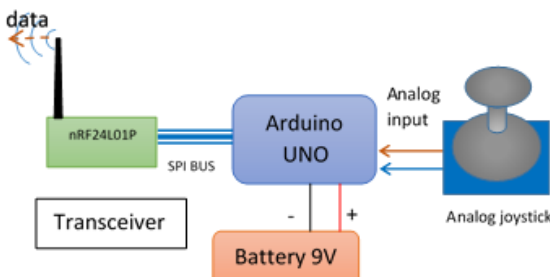 data
nRF24L01P
SPI BUS
Arduino
UNO
Analog
input
Analog joystick
Transceiver
- +
Battery 9V